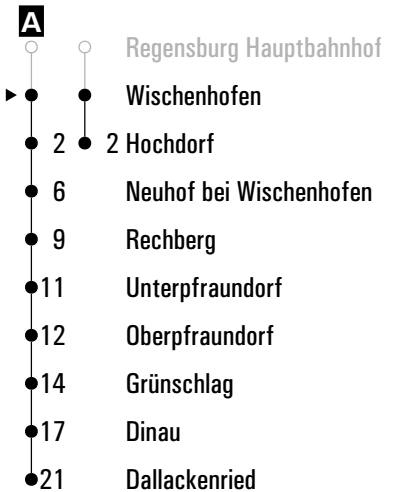 A
Regensburg Hauptbahnhof
Wischenhofen
2 2 Hochdorf
6 Neuhof bei Wischenhofen
9 Rechberg
11 Unterpfraundorf
12 Oberpfraundorf
14 Grünschlag
17 Dinau
21 Dallackenried